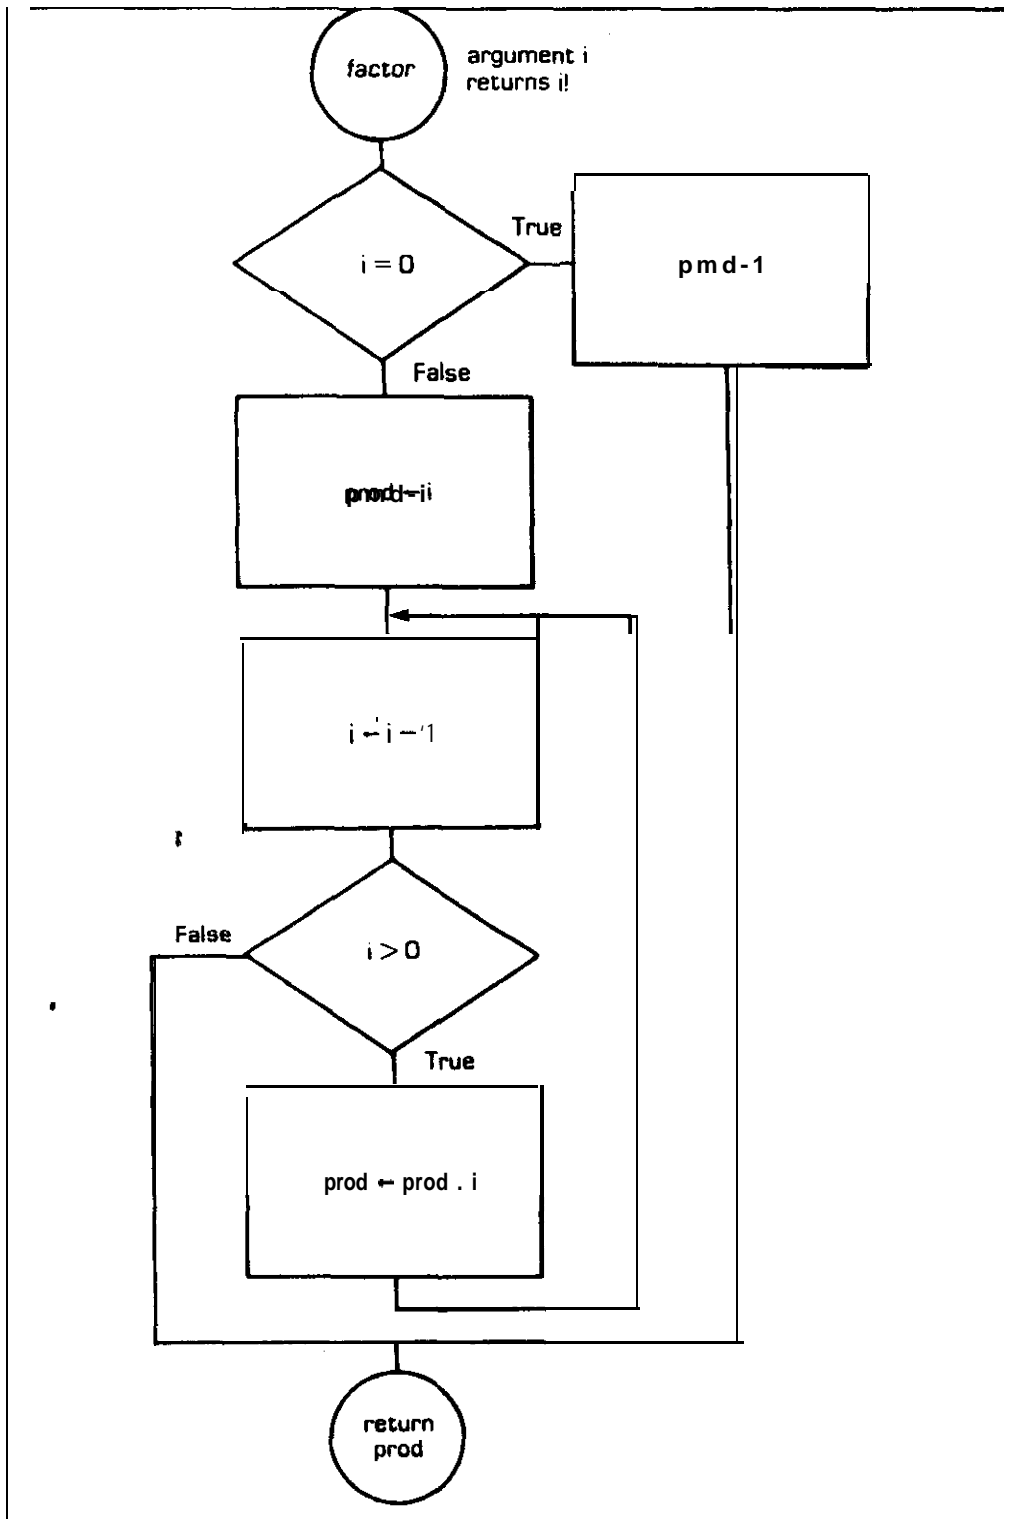 factor
argument i
returns i!
i = 0
True
pmd-1
False
i ← i - 1
i > 0
False
True
prod ← prod . i
return
prod